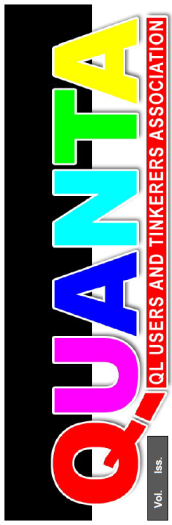 QUANTA
QL USERS AND TINKERERS ASSOCIATION
Vol. Iss.